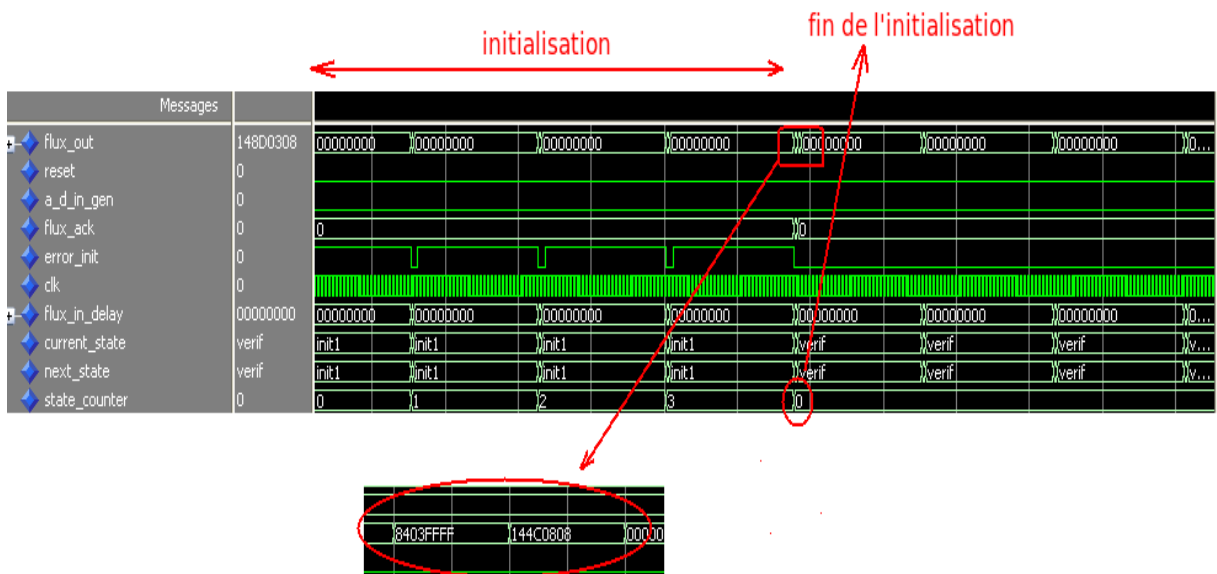 fin de l'initialisation
initialisation
Messages
flux_out 148D0308 00000000 00000000 00000000 00000000 00000000 00000000 00000000 0...
reset 0
a_d_in_gen 0
flux_ack 0 0 0
error_init 0
clk 0
flux_in_delay 00000000 00000000 00000000 00000000 00000000 00000000 00000000 00000000 0...
current_state verif init1 init1 init1 init1 verif verif verif v...
next_state verif init1 init1 init1 init1 verif verif verif v...
state_counter 0 0 1 2 3 0
8403FFFF 144C0808 00000